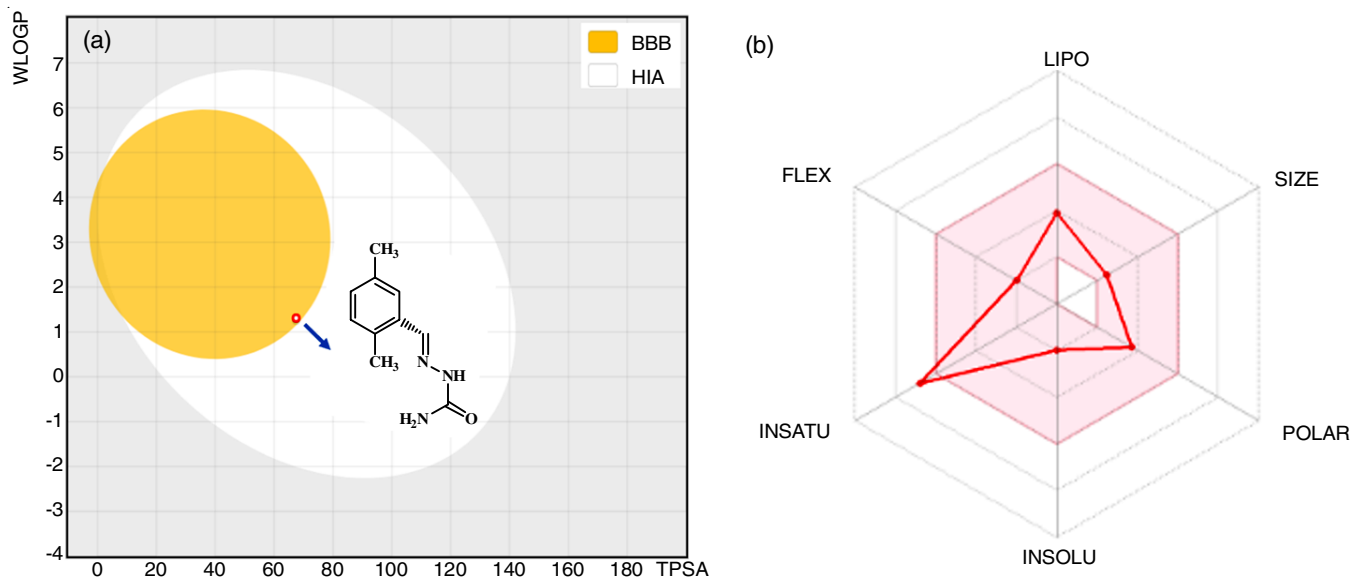 (a)
WLOGP
BBB
HIA
7
6
5
4
3
2
1
0
-1
-2
-3
-4
0 20 40 60 80 100 120 140 160 180 TPSA
CH₃
CH₃
N
NH
H₂N
O
(b)
LIPO
FLEX
SIZE
INSATU
POLAR
INSOLU